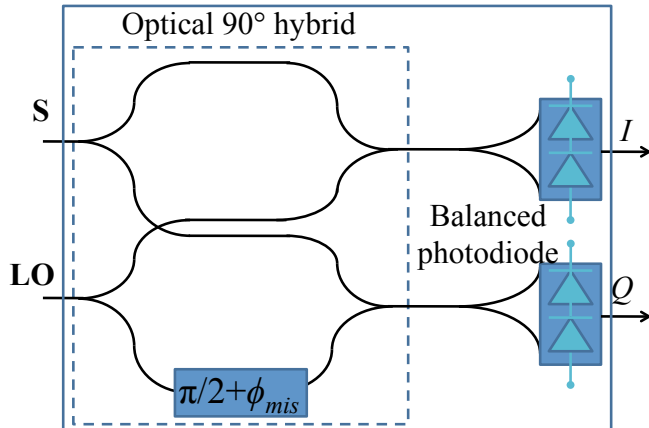 Optical 90° hybrid
S
I
Balanced
photodiode
LO
Q
π/2+ϕmis